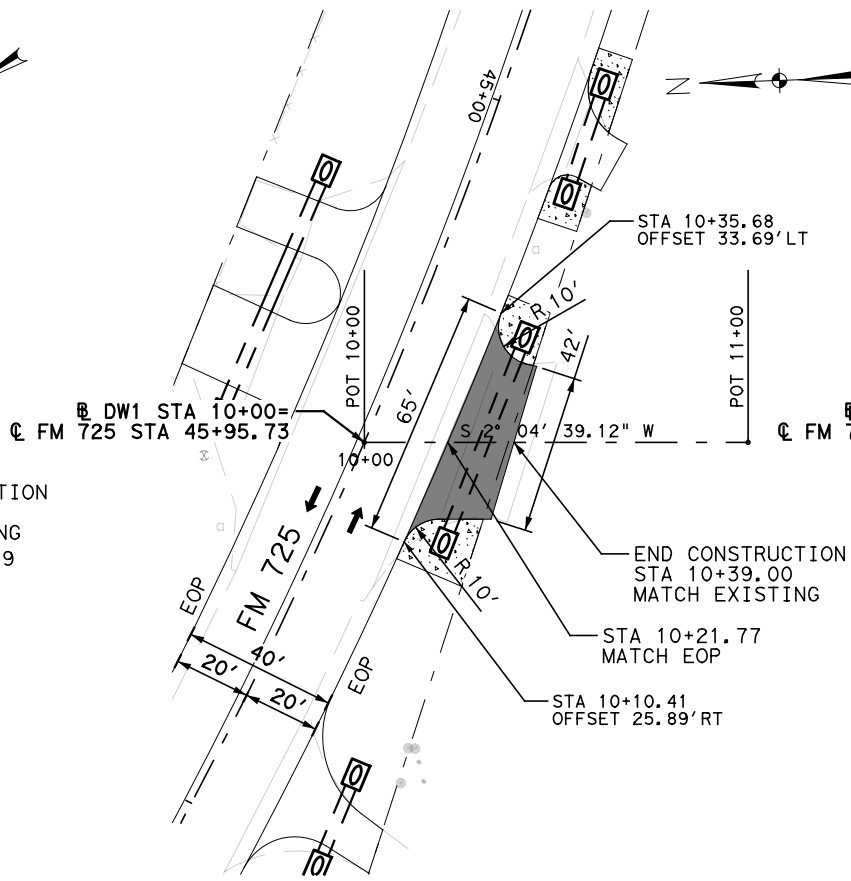 45+00
N
STA 10+35.68
OFFSET 33.69'LT
R 10'
POT 10+00
POT 11+00
42'
65'
℄ DW1 STA 10+00=
℄ FM 725 STA 45+95.73
S 2° 04' 39.12" W
℄ FM 7
10+00
TION
NG
9
FM 725
END CONSTRUCTION
STA 10+39.00
MATCH EXISTING
R 10'
EOP
STA 10+21.77
MATCH EOP
40'
20'
20'
EOP
STA 10+10.41
OFFSET 25.89'RT